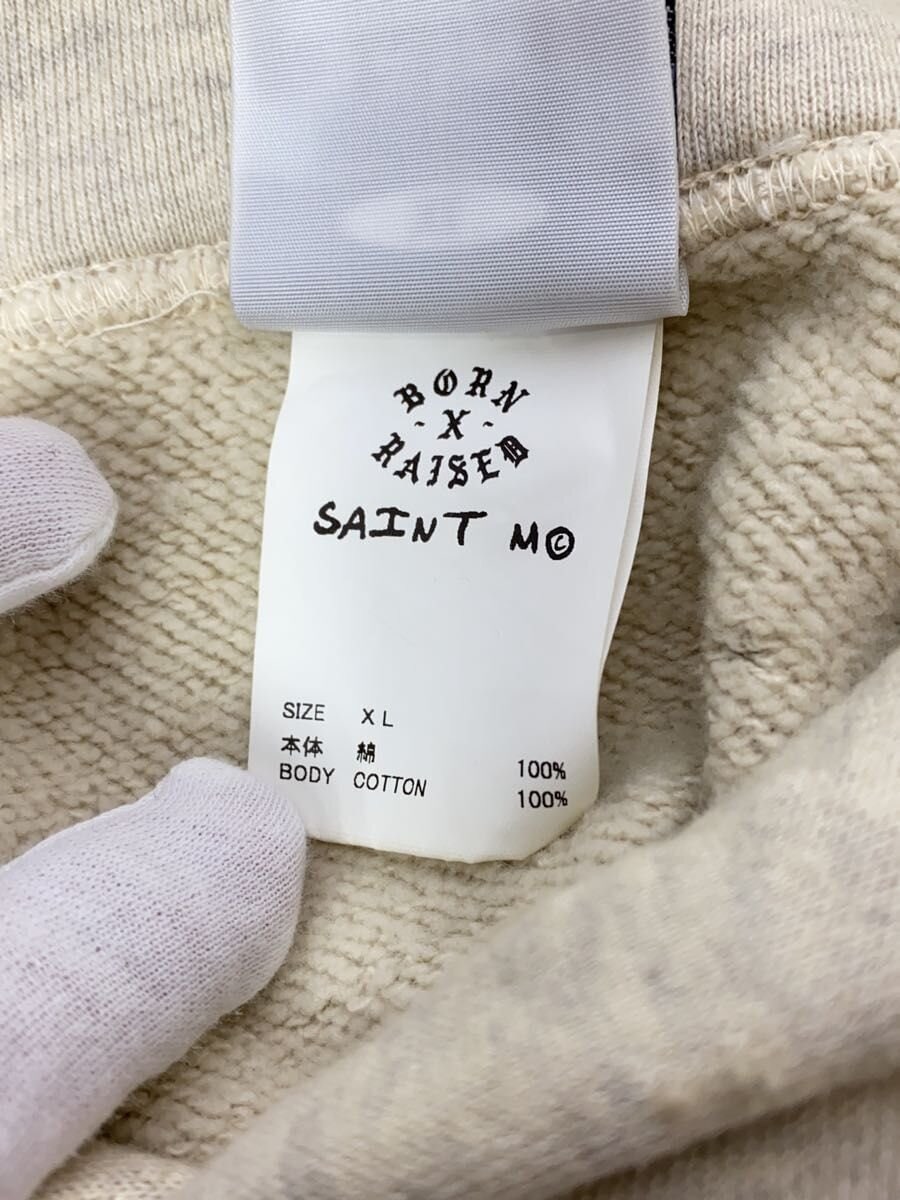 BORN
- X -
RAISED
SAINT M©
SIZE XL
本体 綿 100%
BODY COTTON 100%